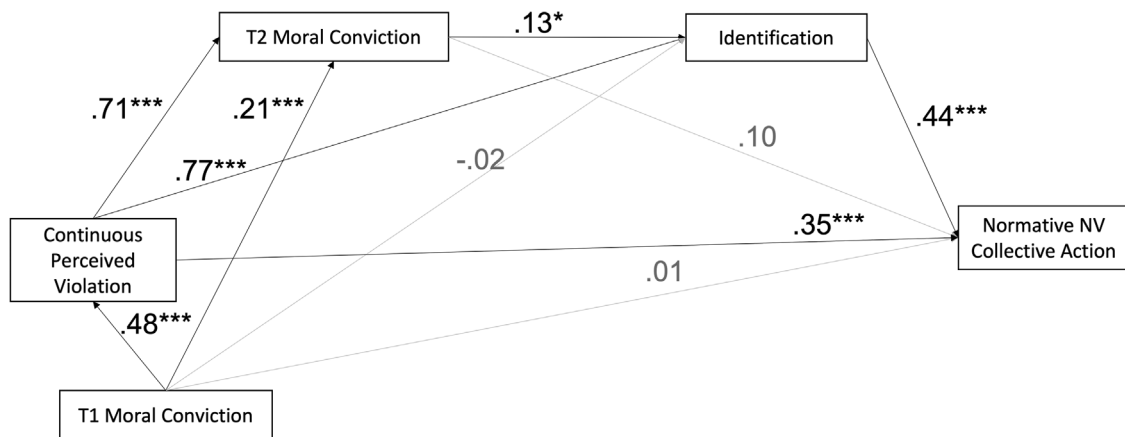 T2 Moral Conviction
.13*
Identification
.71***
.21***
.44***
.10
.77***
-.02
Continuous
Perceived
Violation
.35***
Normative NV
Collective Action
.01
.48***
T1 Moral Conviction